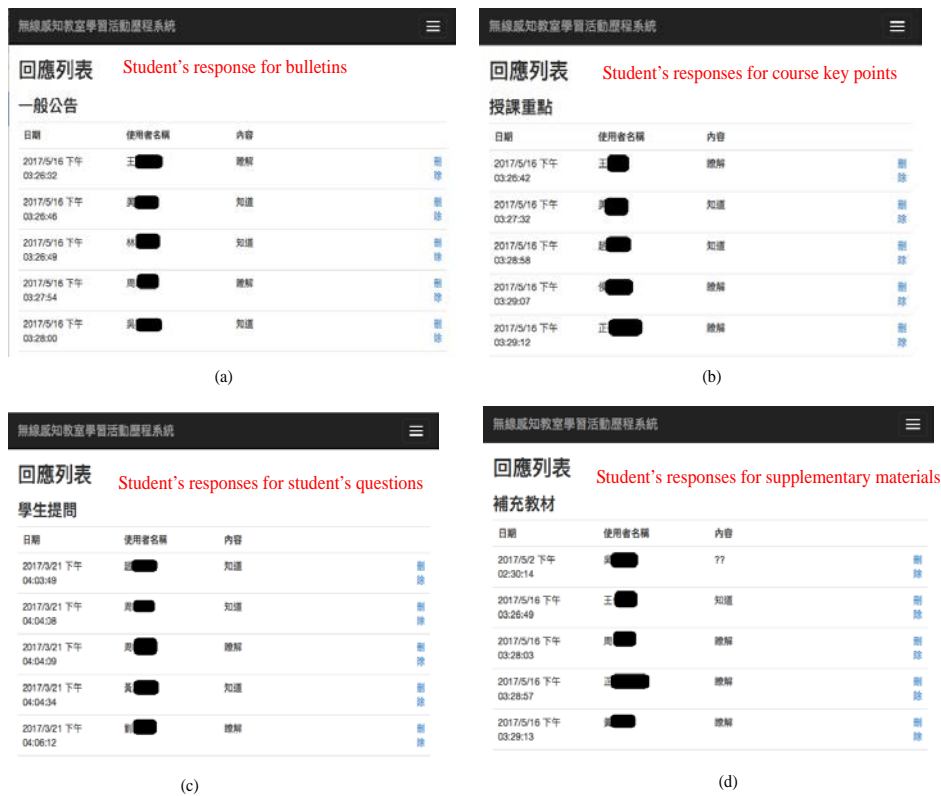 無線感知教室學習活動歷程系統
回應列表
Student's response for bulletins
一般公告
日期 使用者名稱 內容
2017/5/16 下午 王 瞭解 刪
03:26:32 除
2017/5/16 下午 知道 刪
03:26:46 除
2017/5/16 下午 林 知道 刪
03:26:49 除
2017/5/16 下午 周 瞭解 刪
03:27:54 除
2017/5/16 下午 吳 知道 刪
03:28:00 除
(a)
無線感知教室學習活動歷程系統
回應列表
Student's responses for course key points
授課重點
日期 使用者名稱 內容
2017/5/16 下午 王 瞭解 刪
03:26:42 除
2017/5/16 下午 知道 刪
03:27:32 除
2017/5/16 下午 趙 知道 刪
03:28:58 除
2017/5/16 下午 瞭解 刪
03:29:07 除
2017/5/16 下午 正 瞭解 刪
03:29:12 除
(b)
無線感知教室學習活動歷程系統
回應列表
Student's responses for student's questions
學生提問
日期 使用者名稱 內容
2017/3/21 下午 知道 刪
04:03:49 除
2017/3/21 下午 周 知道 刪
04:04:08 除
2017/3/21 下午 周 瞭解 刪
04:04:09 除
2017/3/21 下午 黃 知道 刪
04:04:34 除
2017/3/21 下午 瞭解 刪
04:06:12 除
(c)
無線感知教室學習活動歷程系統
回應列表
Student's responses for supplementary materials
補充教材
日期 使用者名稱 內容
2017/5/2 下午 吳 ?? 刪
02:30:14 除
2017/5/16 下午 王 知道 刪
03:26:49 除
2017/5/16 下午 周 瞭解 刪
03:28:03 除
2017/5/16 下午 正 瞭解 刪
03:28:57 除
2017/5/16 下午 瞭解 刪
03:29:13 除
(d)